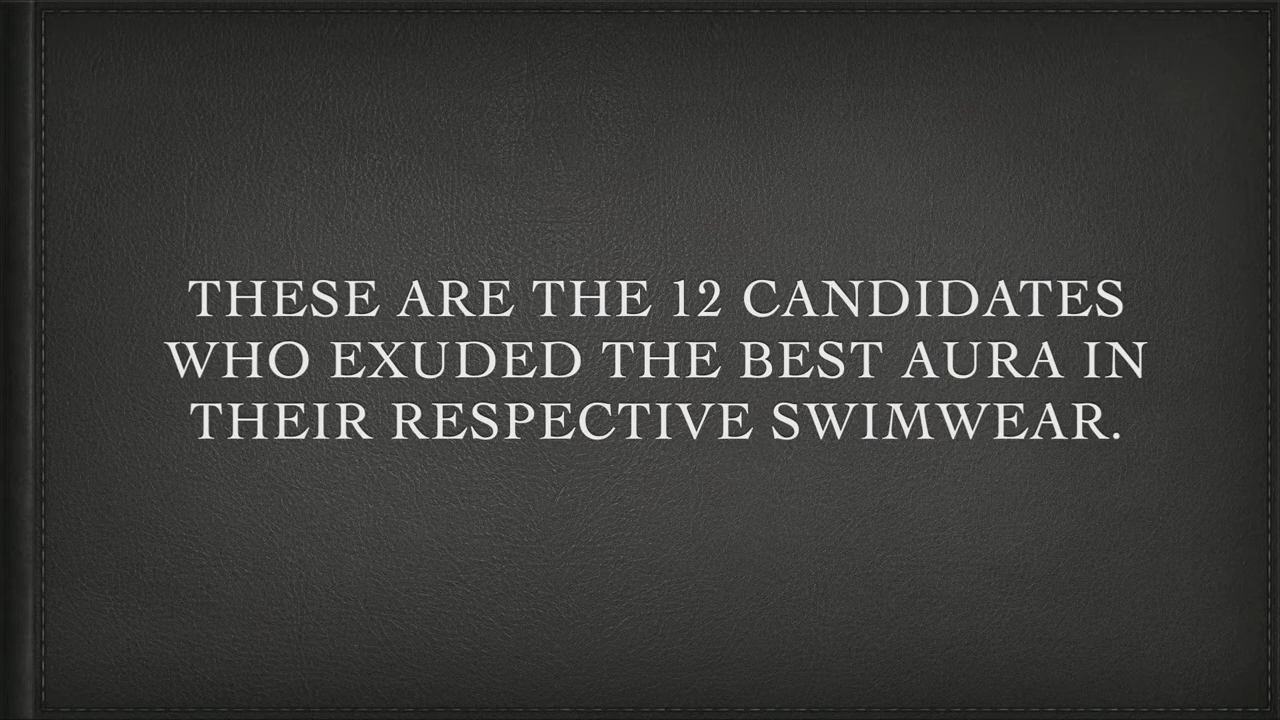 THESE ARE THE 12 CANDIDATES
WHO EXUDED THE BEST AURA IN
THEIR RESPECTIVE SWIMWEAR.